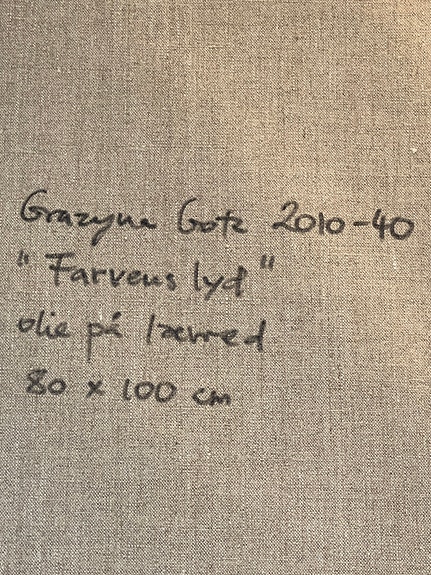 Grazyna Gotz 2010-40
"Farvens lyd"
olie på lærred
80 x 100 cm